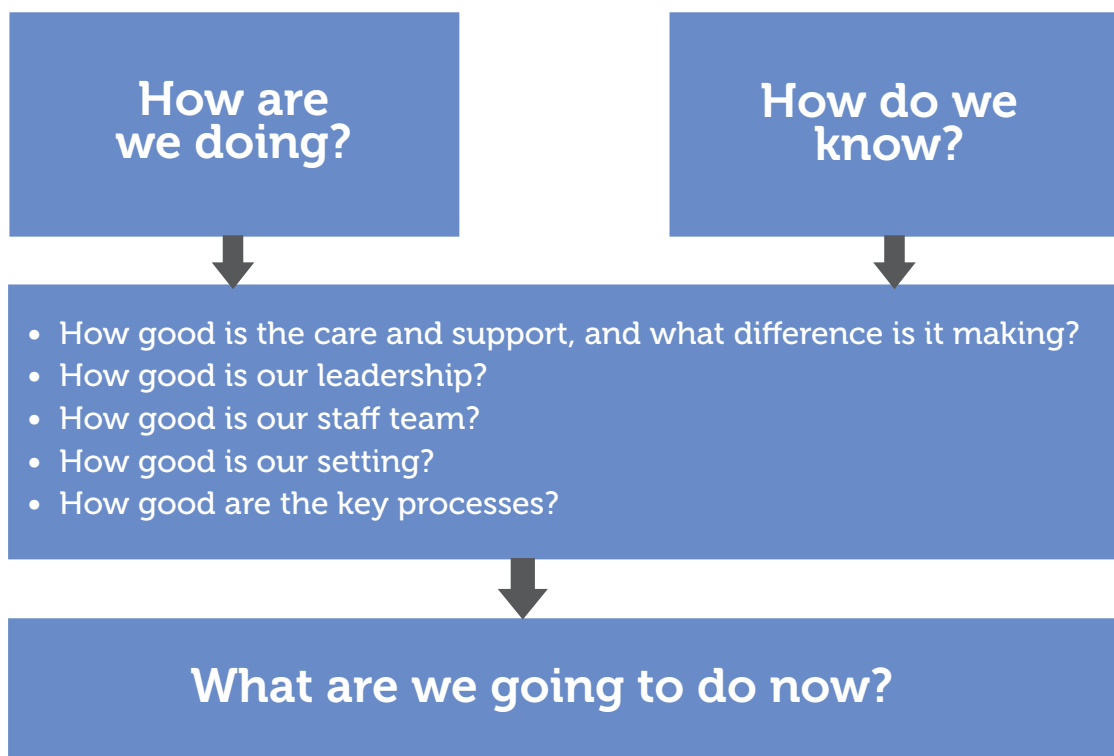 How are
we doing?
How do we
know?
• How good is the care and support, and what difference is it making?
• How good is our leadership?
• How good is our staff team?
• How good is our setting?
• How good are the key processes?
What are we going to do now?